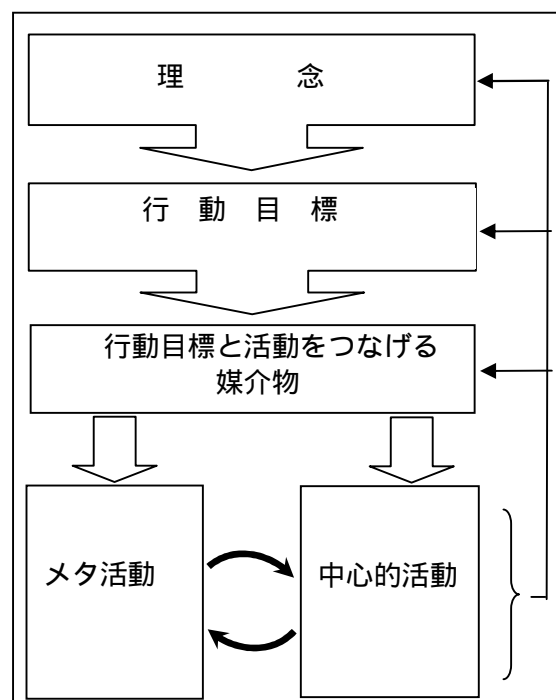 理　念
行　動　目　標
行動目標と活動をつなげる
媒介物
メタ活動
中心的活動